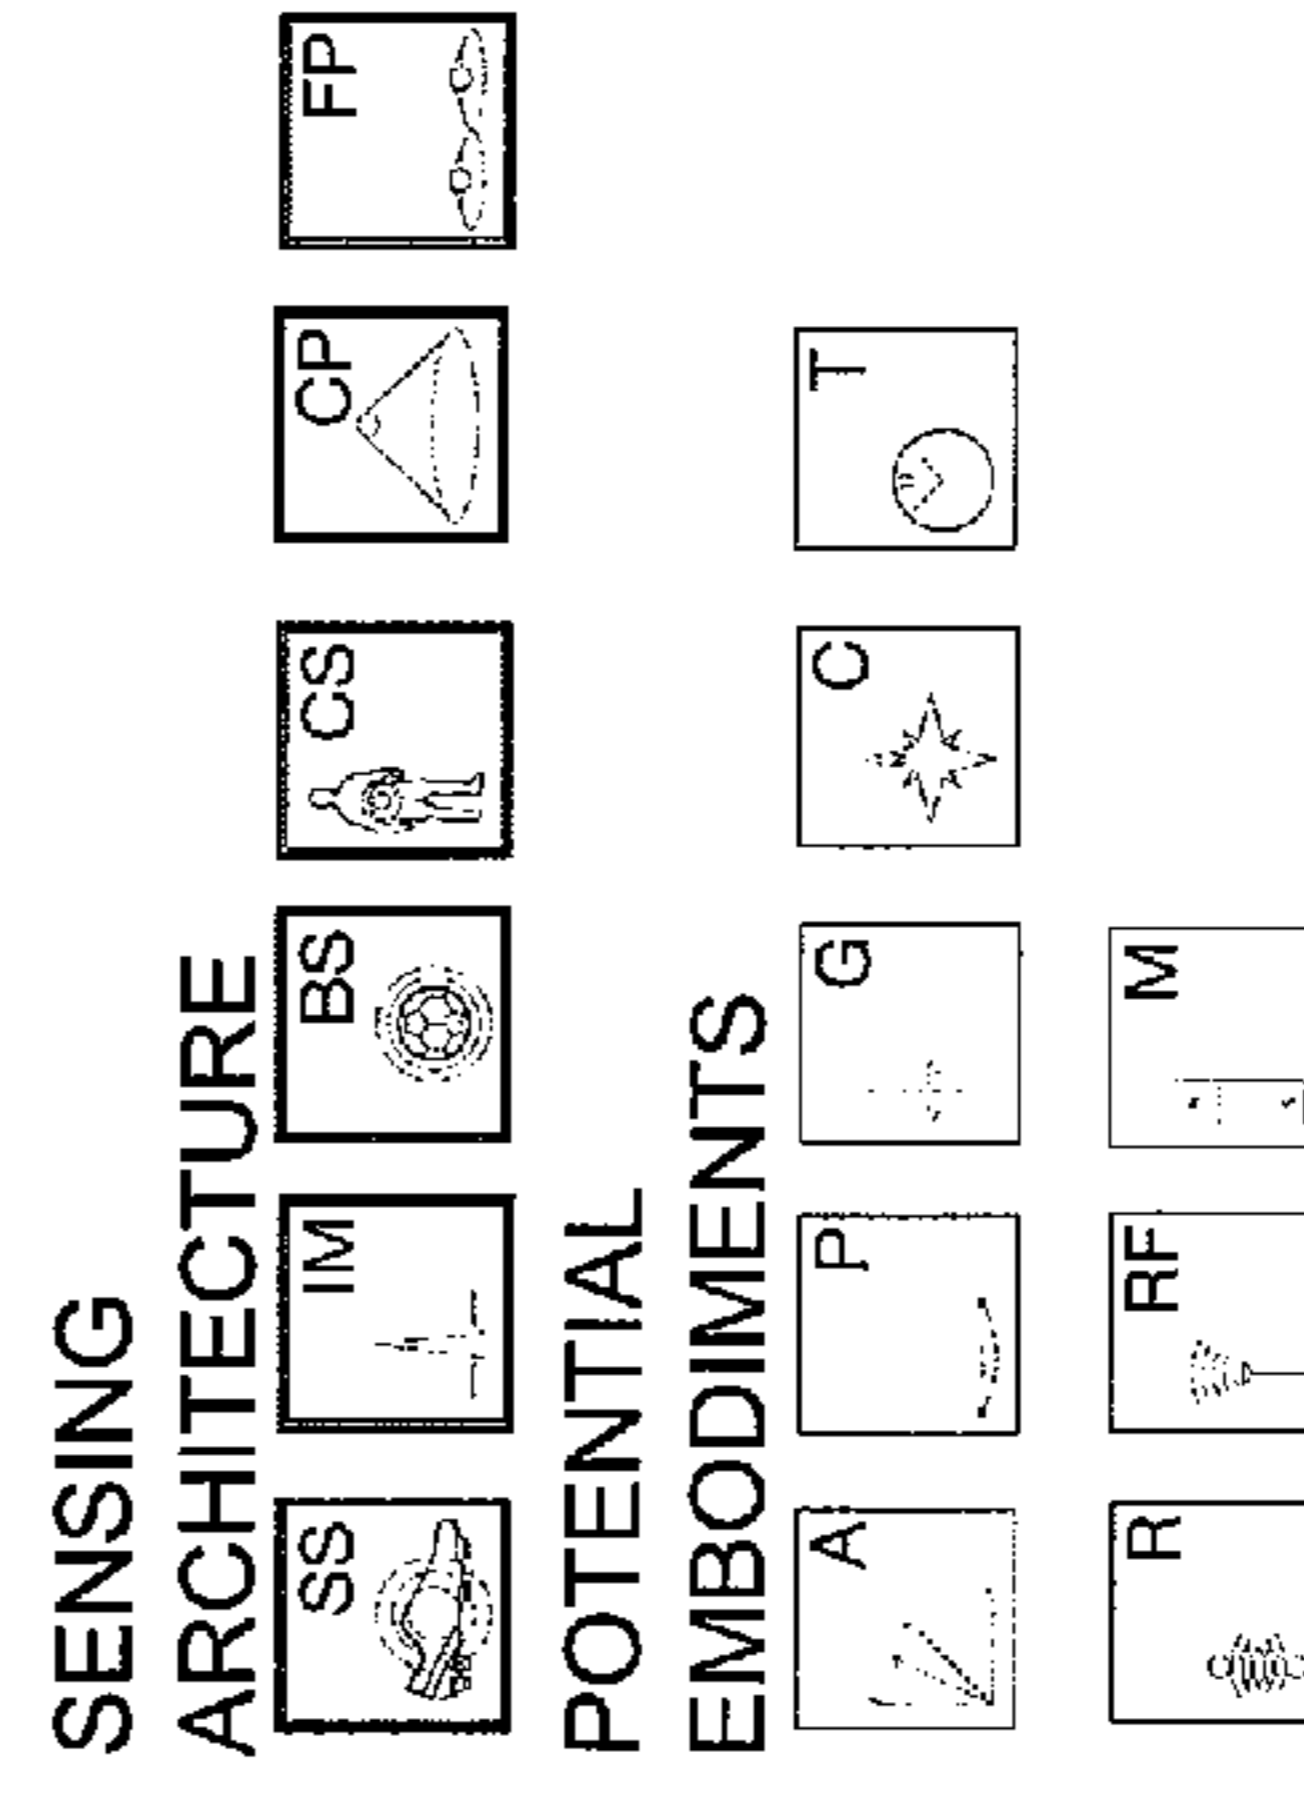 SENSING
ARCHITECTURE
SS IM BS CS CP FP
POTENTIAL
EMBODIMENTS
A P G C T
R RF M